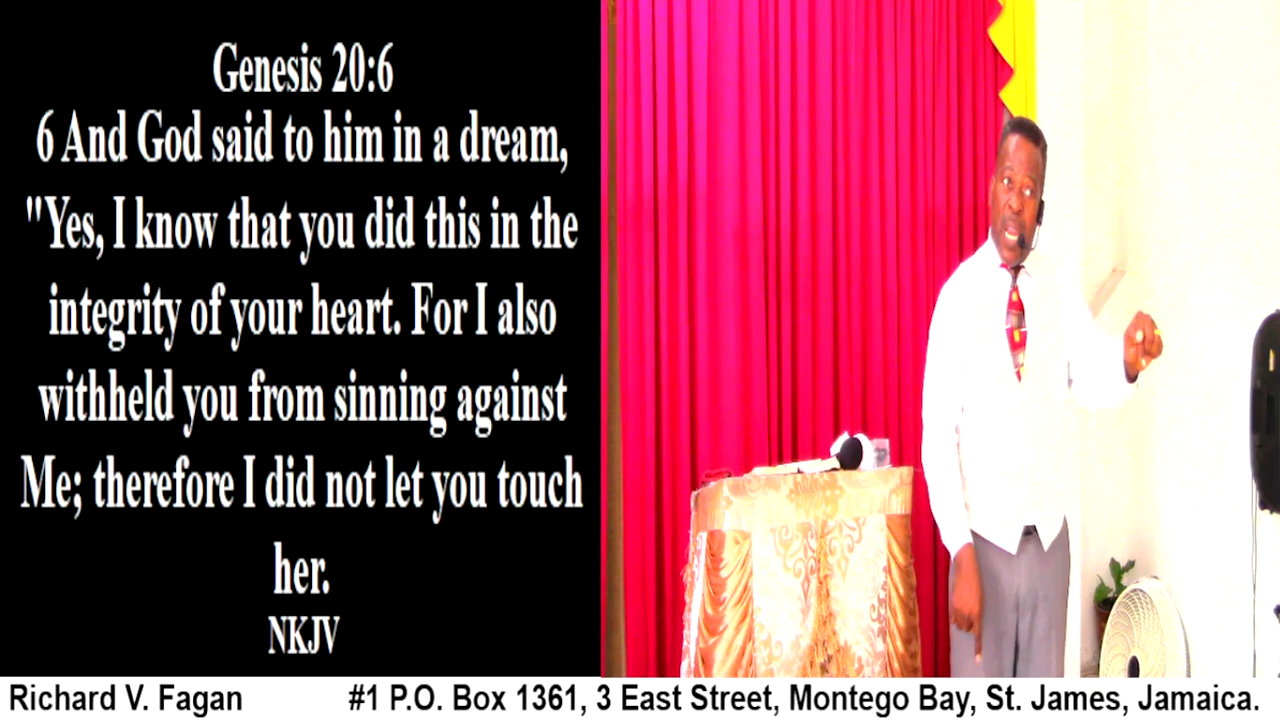 Genesis 20:6
6 And God said to him in a dream,
"Yes, I know that you did this in the
integrity of your heart. For I also
withheld you from sinning against
Me; therefore I did not let you touch
her.
NKJV
Richard V. Fagan
#1 P.O. Box 1361, 3 East Street, Montego Bay, St. James, Jamaica.